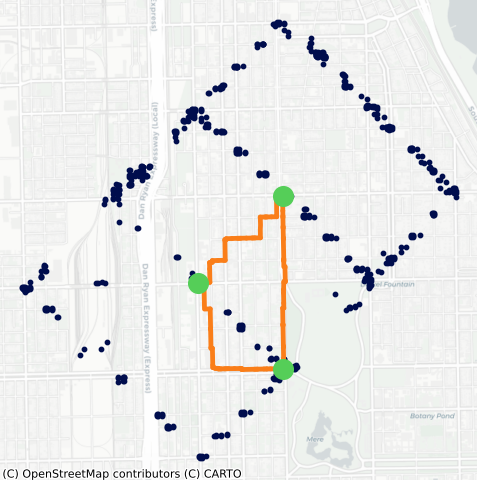 Express)
Dan Ryan Expressway (Local)
Dan Ryan Expressway (Express)
Fountain
Botany Pond
Mere
(C) OpenStreetMap contributors (C) CARTO